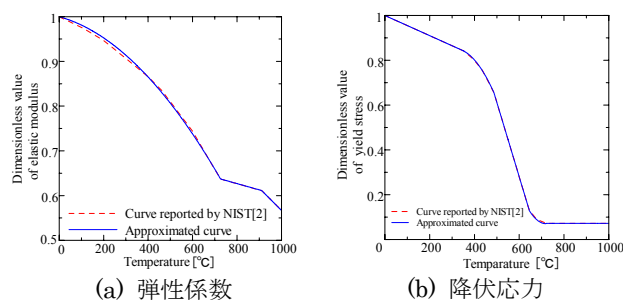 Dimensionless value
of elastic modulus
1
0.9
0.8
0.7
0.6
0.5
Curve reported by NIST[2]
Approximated curve
0 200 400 600 800 1000
Temperature [℃]
(a) 弾性係数
Dimensionless value
of yield stress
1
0.8
0.6
0.4
0.2
Curve reported by NIST[2]
Approximated curve
0 200 400 600 800 1000
Temparature [℃]
(b) 降伏応力